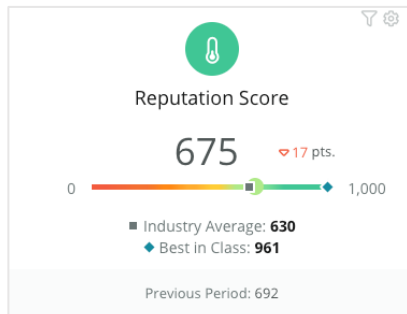 Reputation Score
675 17 pts.
0 1,000
Industry Average: 630
Best in Class: 961
Previous Period: 692